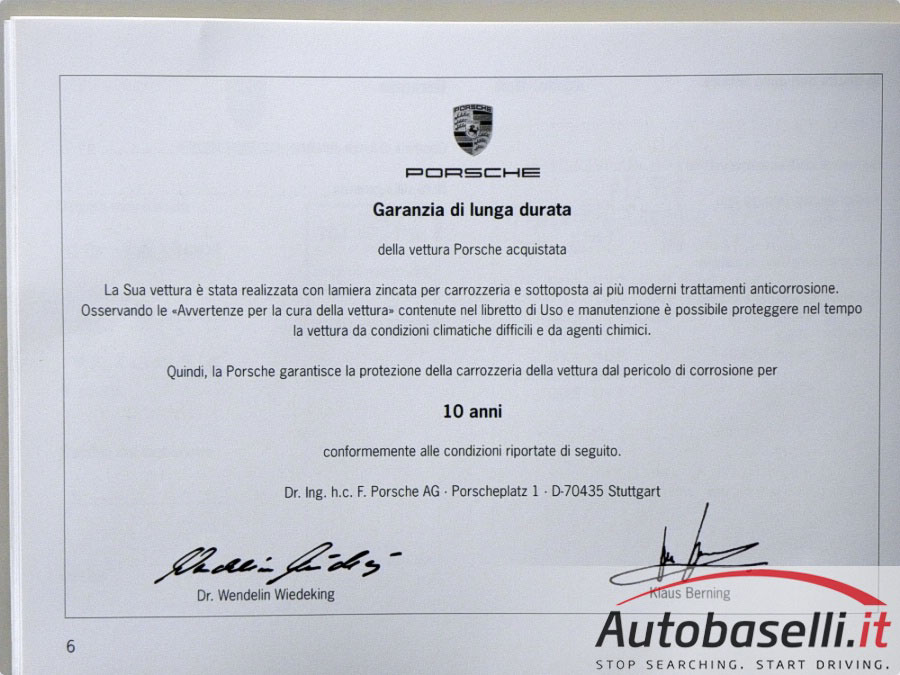 PORSCHE
PORSCHE
Garanzia di lunga durata
della vettura Porsche acquistata
La Sua vettura è stata realizzata con lamiera zincata per carrozzeria e sottoposta ai più moderni trattamenti anticorrosione.
Osservando le «Avvertenze per la cura della vettura» contenute nel libretto di Uso e manutenzione è possibile proteggere nel tempo
la vettura da condizioni climatiche difficili e da agenti chimici.
Quindi, la Porsche garantisce la protezione della carrozzeria della vettura dal pericolo di corrosione per
10 anni
conformemente alle condizioni riportate di seguito.
Dr. Ing. h.c. F. Porsche AG · Porscheplatz 1 · D-70435 Stuttgart
Dr. Wendelin Wiedeking
Klaus Berning
6
Autobaselli.it
STOP SEARCHING. START DRIVING.